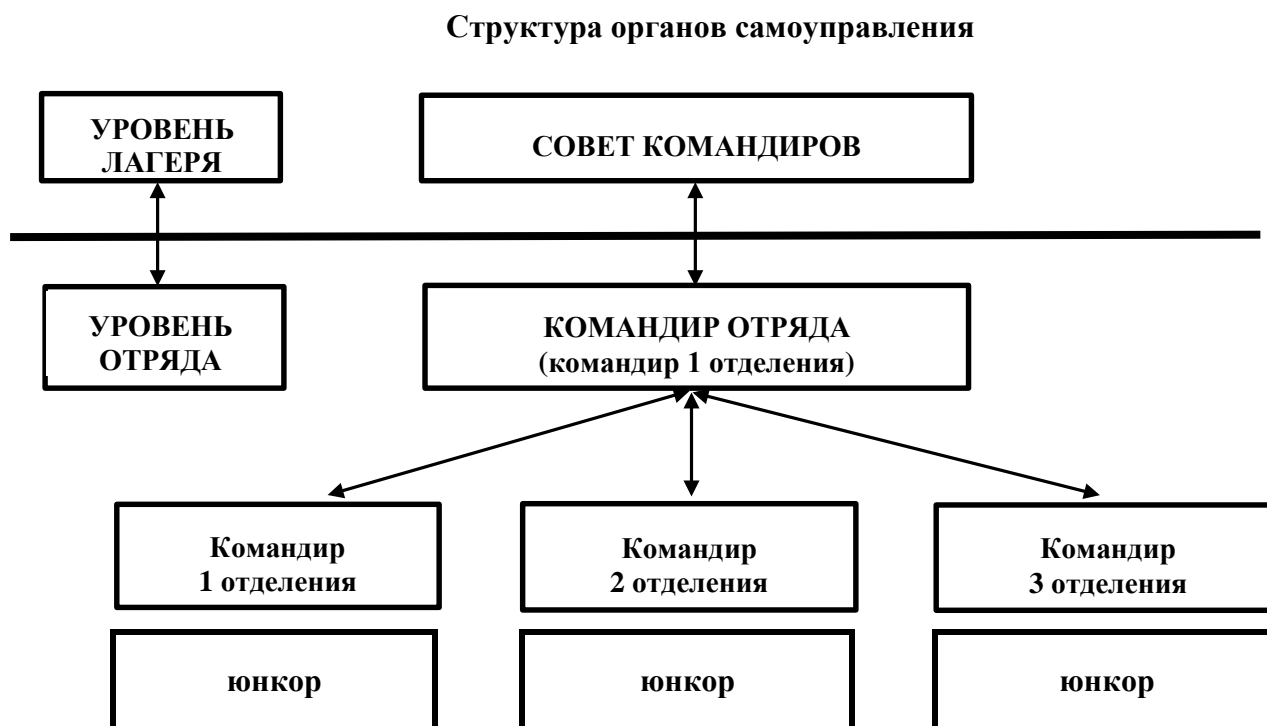 Структура органов самоуправления
УРОВЕНЬ
ЛАГЕРЯ
СОВЕТ КОМАНДИРОВ
УРОВЕНЬ
ОТРЯДА
КОМАНДИР ОТРЯДА
(командир 1 отделения)
Командир
1 отделения
Командир
2 отделения
Командир
3 отделения
юнкор
юнкор
юнкор